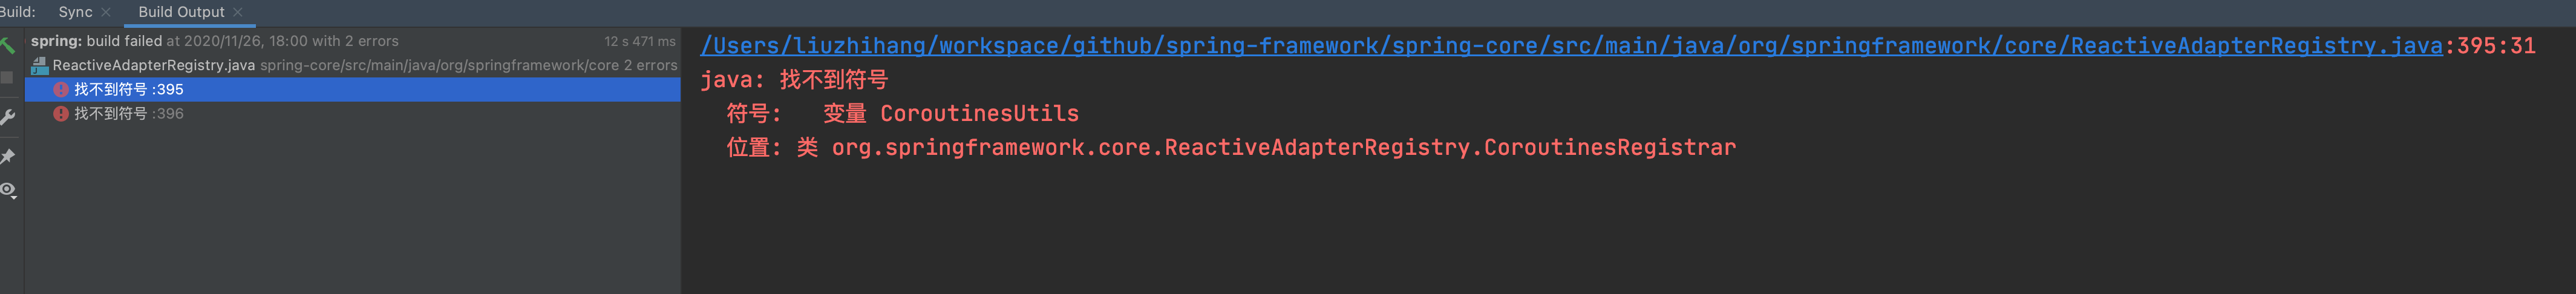 Build: Sync Build Output
spring: build failed at 2020/11/26, 18:00 with 2 errors 12 s 471 ms
ReactiveAdapterRegistry.java spring-core/src/main/java/org/springframework/core 2 errors
找不到符号 :395
找不到符号 :396
/Users/liuzhihang/workspace/github/spring-framework/spring-core/src/main/java/org/springframework/core/ReactiveAdapterRegistry.java:395:31
java: 找不到符号
符号: 变量 CoroutinesUtils
位置: 类 org.springframework.core.ReactiveAdapterRegistry.CoroutinesRegistrar